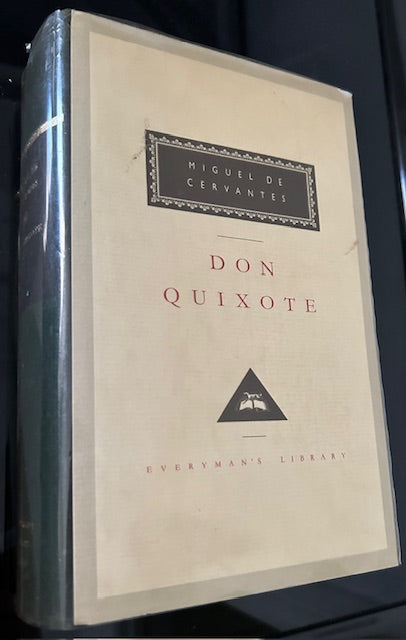 MIGUEL DE
CERVANTES
DON
QUIXOTE
EVERYMAN'S LIBRARY